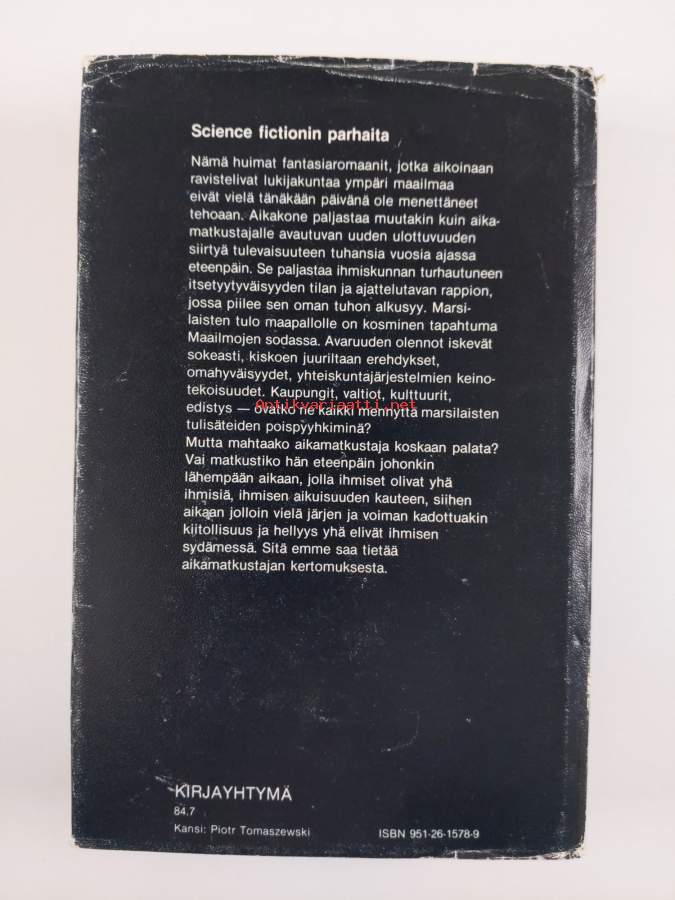 Science fictionin parhaita
Nämä huimat fantasiaromaanit, jotka aikoinaan
ravistelivat lukijakuntaa ympäri maailmaa
eivät vielä tänäkään päivänä ole menettäneet
tehoaan. Aikakone paljastaa muutakin kuin aika-
matkustajalle avautuvan uuden ulottuvuuden
siirtyä tulevaisuuteen tuhansia vuosia ajassa
eteenpäin. Se paljastaa ihmiskunnan turhautuneen
itsetyytyväisyyden tilan ja ajattelutavan rappion,
jossa piilee sen oman tuhon alkusyy. Marsi-
laisten tulo maapallolle on kosminen tapahtuma
Maailmojen sodassa. Avaruuden olennot iskevät
sokeasti, kiskoen juuriltaan erehdykset,
omahyväisyydet, yhteiskuntajärjestelmien keino-
tekoisuudet. Kaupungit, valtiot, kulttuurit,
Antikvariaatti.net
edistys — ovatko ne kaikki mennyttä marsilaisten
tulisäteiden poispyyhkiminä?
Mutta mahtaako aikamatkustaja koskaan palata?
Vai matkustiko hän eteenpäin johonkin
lähempään aikaan, jolla ihmiset olivat yhä
ihmisiä, ihmisen aikuisuuden kauteen, siihen
aikaan jolloin vielä järjen ja voiman kadottuakin
kiitollisuus ja hellyys yhä elivät ihmisen
sydämessä. Sitä emme saa tietää
aikamatkustajan kertomuksesta.
KIRJAYHTYMÄ
84.7
Kansi: Piotr Tomaszewski
ISBN 951-26-1578-9